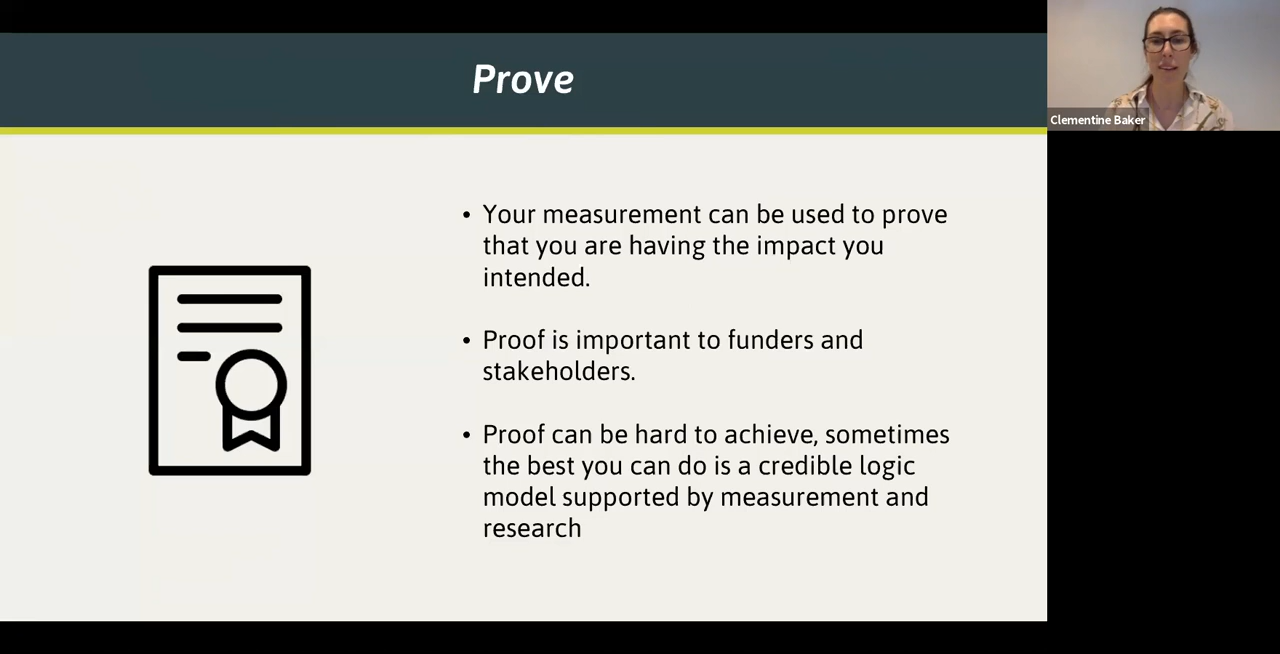 Prove
Clementine Baker
• Your measurement can be used to prove
that you are having the impact you
intended.
• Proof is important to funders and
stakeholders.
• Proof can be hard to achieve, sometimes
the best you can do is a credible logic
model supported by measurement and
research